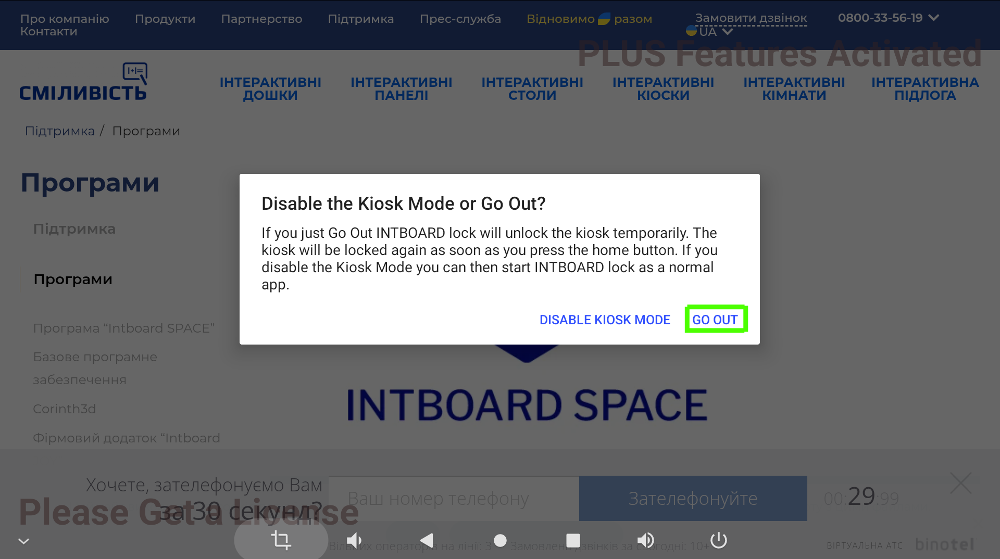 Про компанію Продукти Партнерство Підтримка Прес-служба Відновимо разом Замовити дзвінок 0800-33-56-19
Контакти UA
PLUS Features Activated
І+І=
СМІЛИВІСТЬ
ІНТЕРАКТИВНІ ДОШКИ
ІНТЕРАКТИВНІ ПАНЕЛІ
ІНТЕРАКТИВНІ СТОЛИ
ІНТЕРАКТИВНІ КІОСКИ
ІНТЕРАКТИВНІ КІМНАТИ
ІНТЕРАКТИВНА ПІДЛОГА
Підтримка / Програми
Програми
Підтримка
Програми
Програма “Intboard SPACE”
Базове програмне
забезпечення
Corinth3d
Фірмовий додаток “Intboard
Disable the Kiosk Mode or Go Out?
If you just Go Out INTBOARD lock will unlock the kiosk temporarily. The
kiosk will be locked again as soon as you press the home button. If you
disable the Kiosk Mode you can then start INTBOARD lock as a normal
app.
DISABLE KIOSK MODE GO OUT
INTBOARD SPACE
Хочете, зателефонуємо Вам
за 30 секунд?
Ваш номер телефону
Зателефонуйте
00:29:99
Please Get a License
Вільних операторів на лінії: 3 Замовлень дзвінків за сьогодні: 10+
ВІРТУАЛЬНА АТС binotel